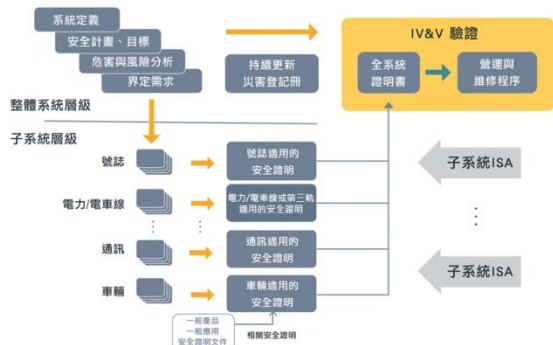 系統定義
安全計畫、目標
危害與風險分析
界定需求
持續更新
災害登記冊
IV&V 驗證
全系統
證明書
營運與
維修程序
整體系統層級
子系統層級
號誌
號誌適用的
安全證明
子系統ISA
電力/電車線
電力/電車線或第三軌
適用的安全證明
通訊
通訊適用的
安全證明
車輛
車輛適用的
安全證明
子系統ISA
一般產品
一般應用
安全證明文件
相關安全證明